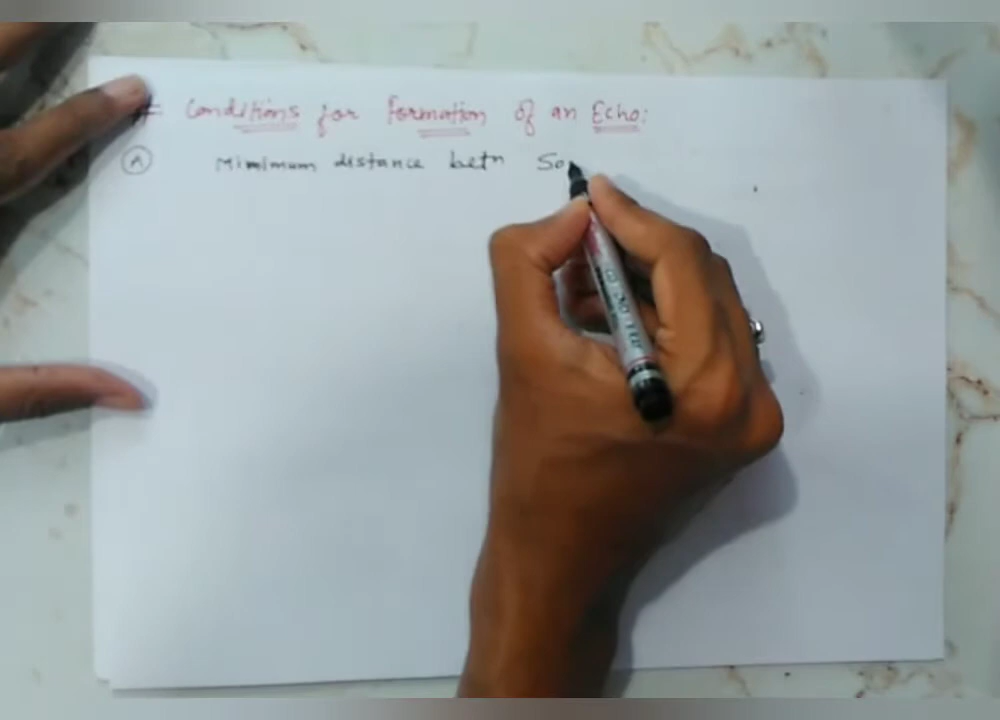 # Conditions for Formation of an Echo:
(A) Minimum distance betn So